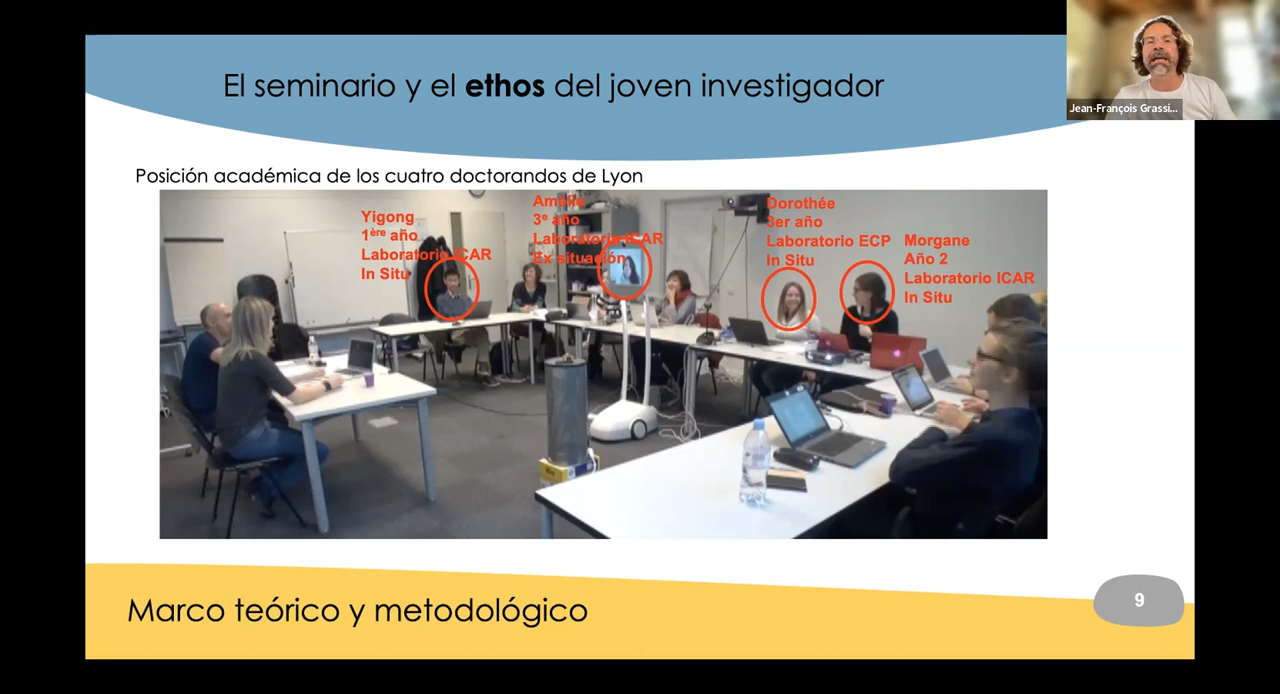 El seminario y el ethos del joven investigador
Jean-François Grassi...
Posición académica de los cuatro doctorandos de Lyon
Yigong
1ère año
Laboratorio ICAR
In Situ
Amélie
3º año
Laboratorio ICAR
Ex situación
Dorothée
3er año
Laboratorio ECP
In Situ
Morgane
Año 2
Laboratorio ICAR
In Situ
Marco teórico y metodológico
9